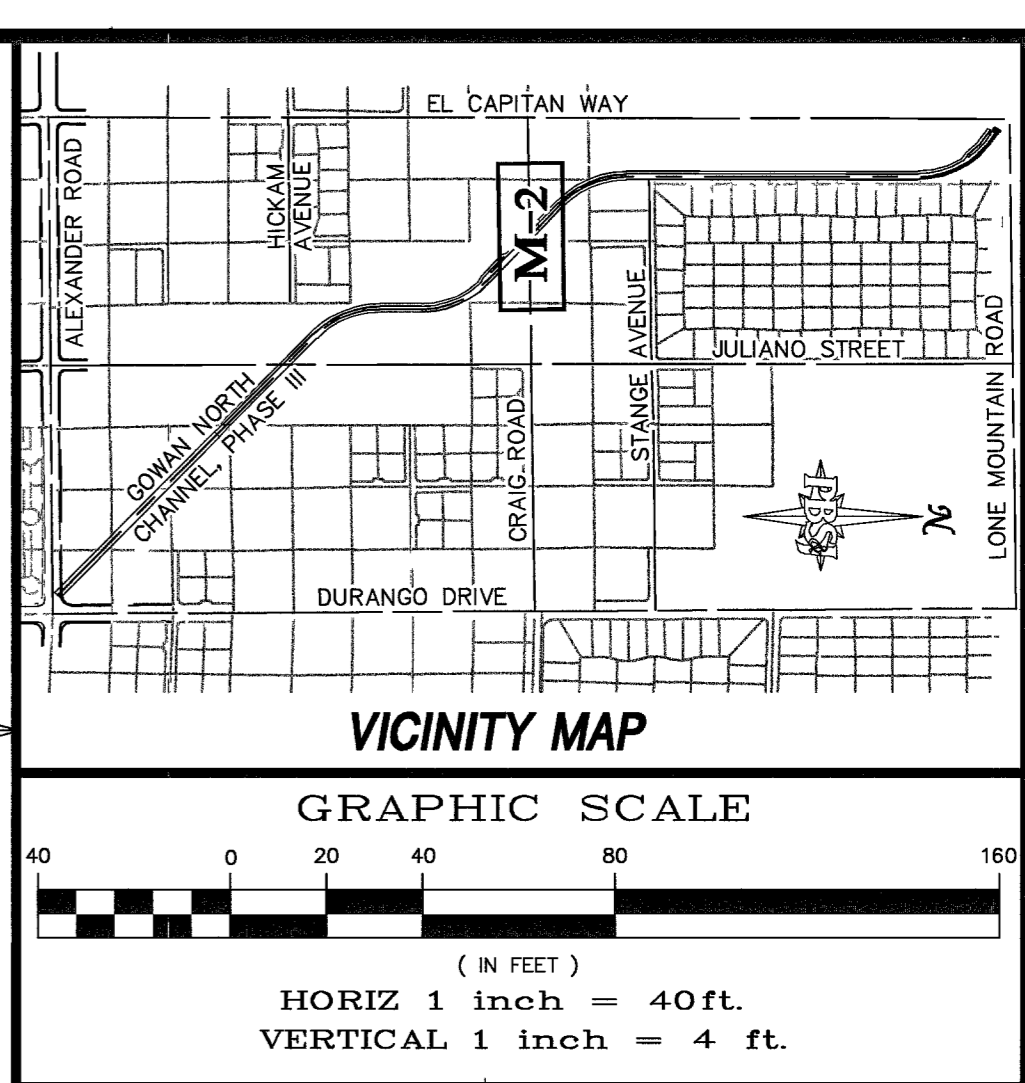 EL CAPITAN WAY
ALEXANDER ROAD
HICKAM
AVENUE
M-2
STANGE AVENUE
JULIANO STREET
LONE MOUNTAIN ROAD
GOWAN NORTH
CHANNEL, PHASE III
CRAIG ROAD
N
DURANGO DRIVE
VICINITY MAP
GRAPHIC SCALE
40 0 20 40 80 160
( IN FEET )
HORIZ 1 inch = 40ft.
VERTICAL 1 inch = 4 ft.